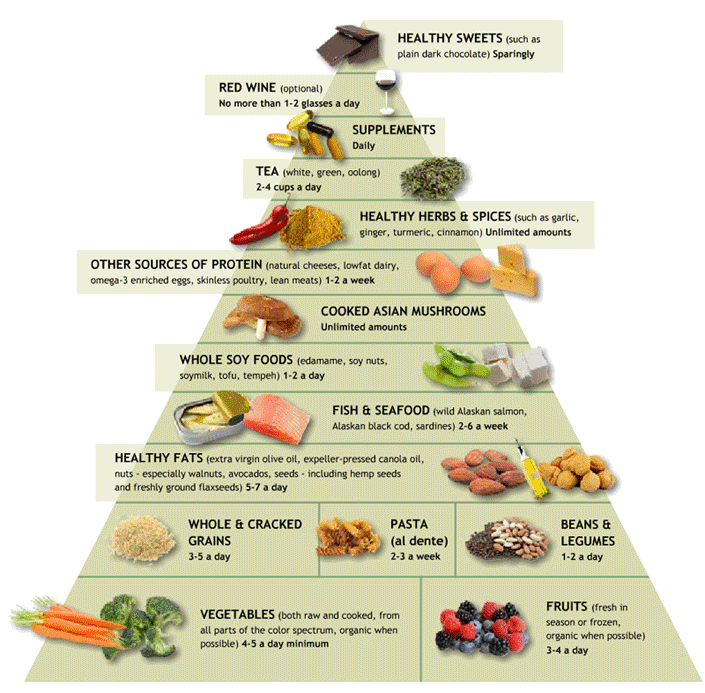 HEALTHY SWEETS (such as
plain dark chocolate) Sparingly
RED WINE (optional)
No more than 1-2 glasses a day
SUPPLEMENTS
Daily
TEA (white, green, oolong)
2-4 cups a day
HEALTHY HERBS & SPICES (such as garlic,
ginger, turmeric, cinnamon) Unlimited amounts
OTHER SOURCES OF PROTEIN (natural cheeses, lowfat dairy,
omega-3 enriched eggs, skinless poultry, lean meats) 1-2 a week
COOKED ASIAN MUSHROOMS
Unlimited amounts
WHOLE SOY FOODS (edamame, soy nuts,
soymilk, tofu, tempeh) 1-2 a day
FISH & SEAFOOD (wild Alaskan salmon,
Alaskan black cod, sardines) 2-6 a week
HEALTHY FATS (extra virgin olive oil, expeller-pressed canola oil,
nuts - especially walnuts, avocados, seeds - including hemp seeds
and freshly ground flaxseeds) 5-7 a day
WHOLE & CRACKED
GRAINS
3-5 a day
PASTA
(al dente)
2-3 a week
BEANS &
LEGUMES
1-2 a day
VEGETABLES (both raw and cooked, from
all parts of the color spectrum, organic when
possible) 4-5 a day minimum
FRUITS (fresh in
season or frozen,
organic when possible)
3-4 a day